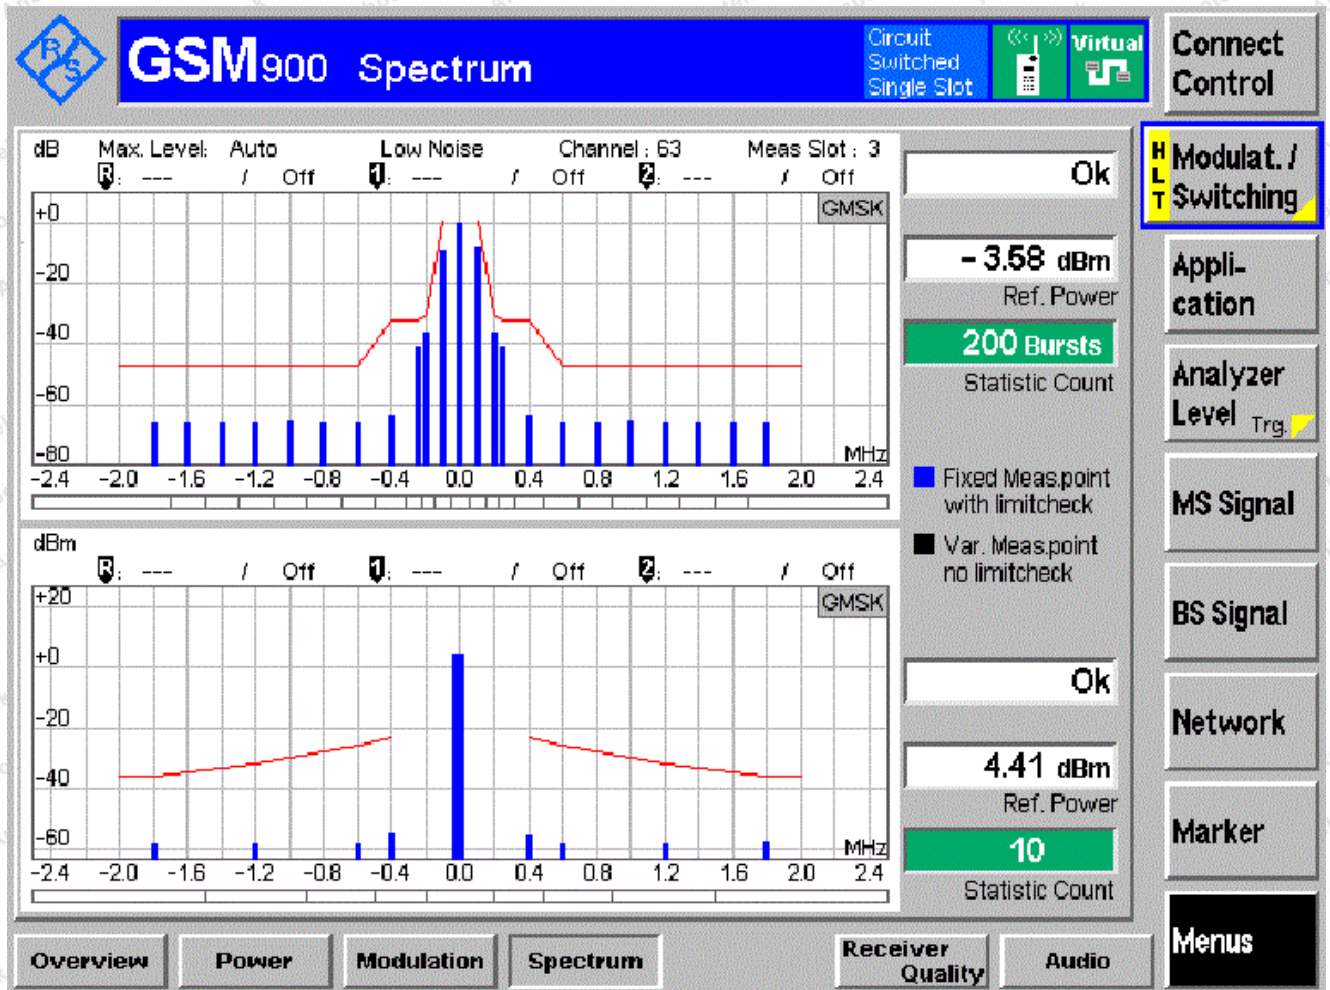 R S
GSM900 Spectrum
Circuit
Switched
Single Slot
Virtual
Connect
Control
dB Max. Level: Auto Low Noise Channel : 63 Meas Slot : 3
R : --- / Off 1 : --- / Off 2 : --- / Off
GMSK
+0
-20
-40
-60
-80
MHz
-2.4 -2.0 -1.6 -1.2 -0.8 -0.4 0.0 0.4 0.8 1.2 1.6 2.0 2.4
Ok
- 3.58 dBm
Ref. Power
200 Bursts
Statistic Count
Fixed Meas.point
with limitcheck
Var. Meas.point
no limitcheck
dBm
R : --- / Off 1 : --- / Off 2 : --- / Off
GMSK
+20
+0
-20
-40
-60
MHz
-2.4 -2.0 -1.6 -1.2 -0.8 -0.4 0.0 0.4 0.8 1.2 1.6 2.0 2.4
Ok
4.41 dBm
Ref. Power
10
Statistic Count
HLT
Modulat. /
Switching
Appli-
cation
Analyzer
Level Trg.
MS Signal
BS Signal
Network
Marker
Menus
Overview Power Modulation Spectrum
Receiver
Quality
Audio